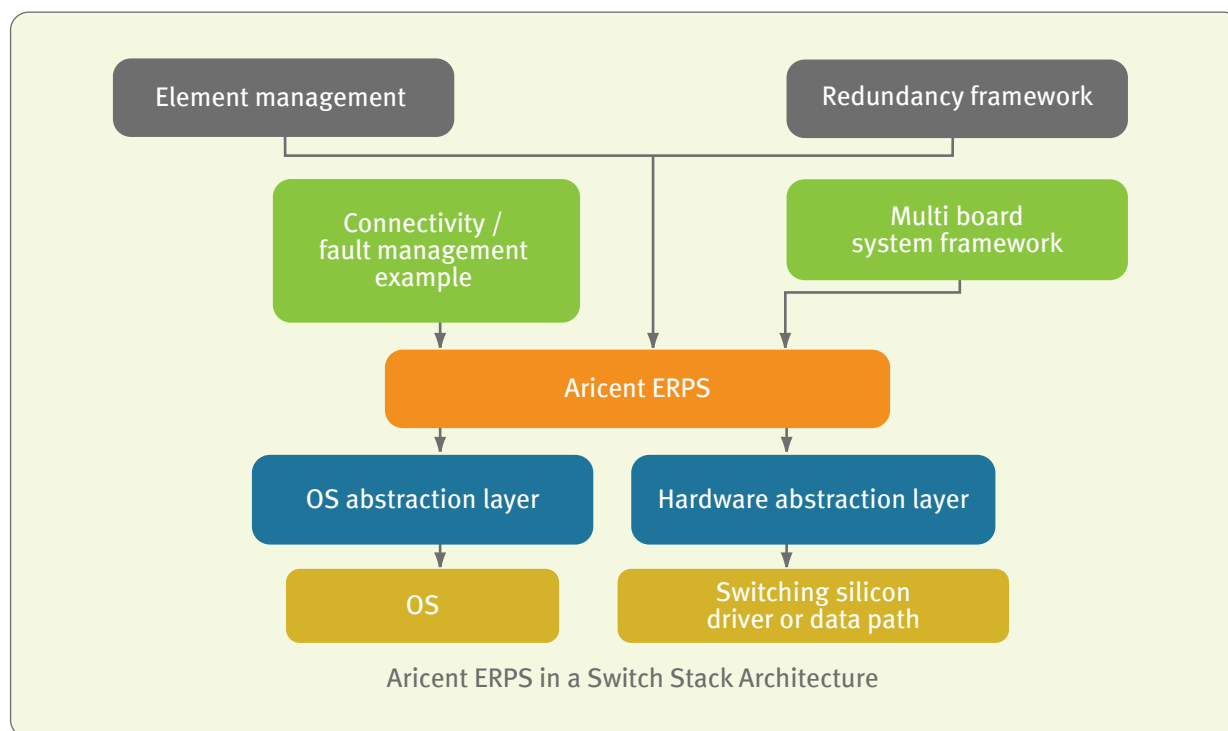 Element management
Redundancy framework
Connectivity /
fault management
example
Multi board
system framework
Aricent ERPS
OS abstraction layer
Hardware abstraction layer
OS
Switching silicon
driver or data path
Aricent ERPS in a Switch Stack Architecture